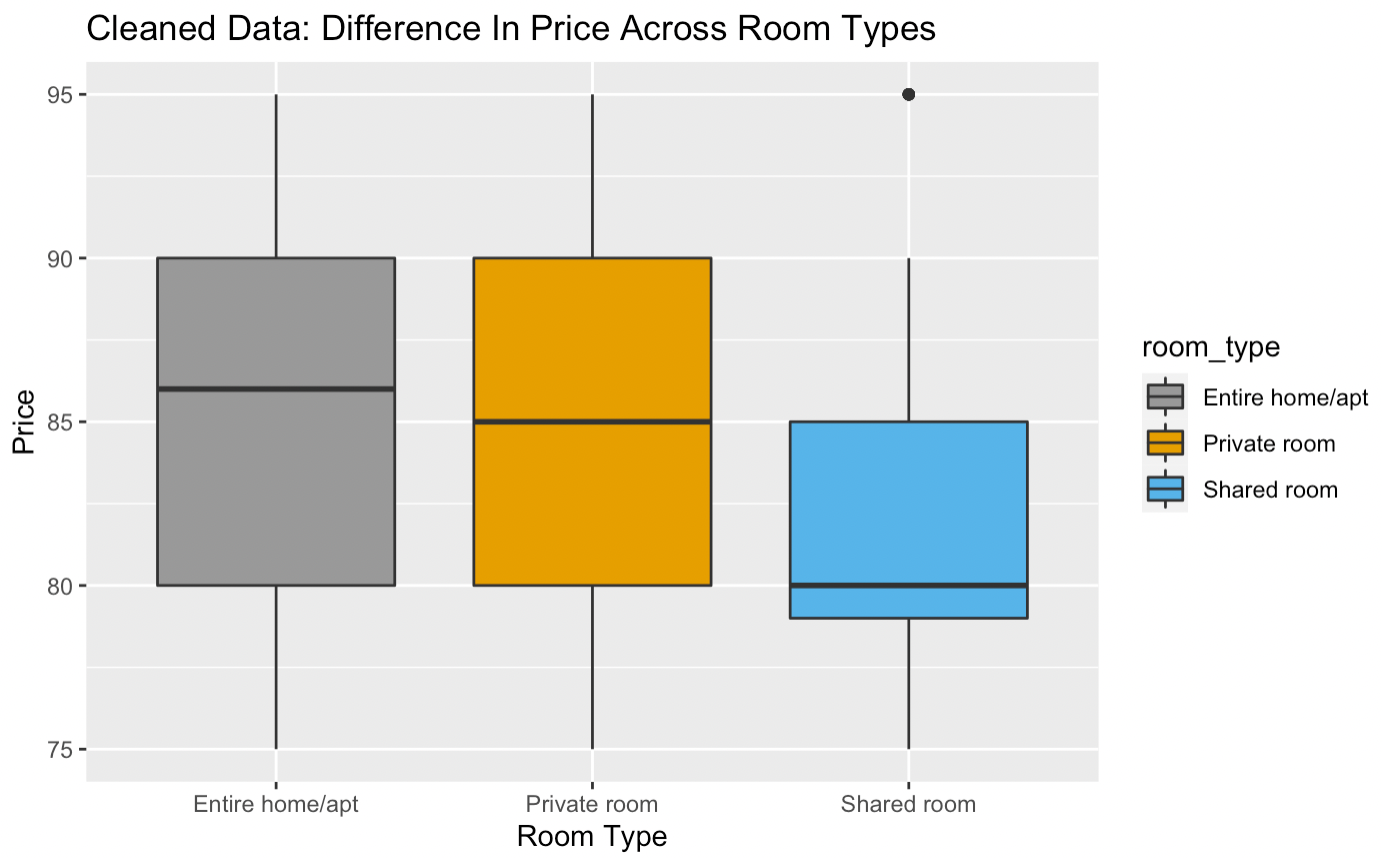 Cleaned Data: Difference In Price Across Room Types
95
90
85
80
75
Price
Entire home/apt
Private room
Shared room
Room Type
room_type
Entire home/apt
Private room
Shared room